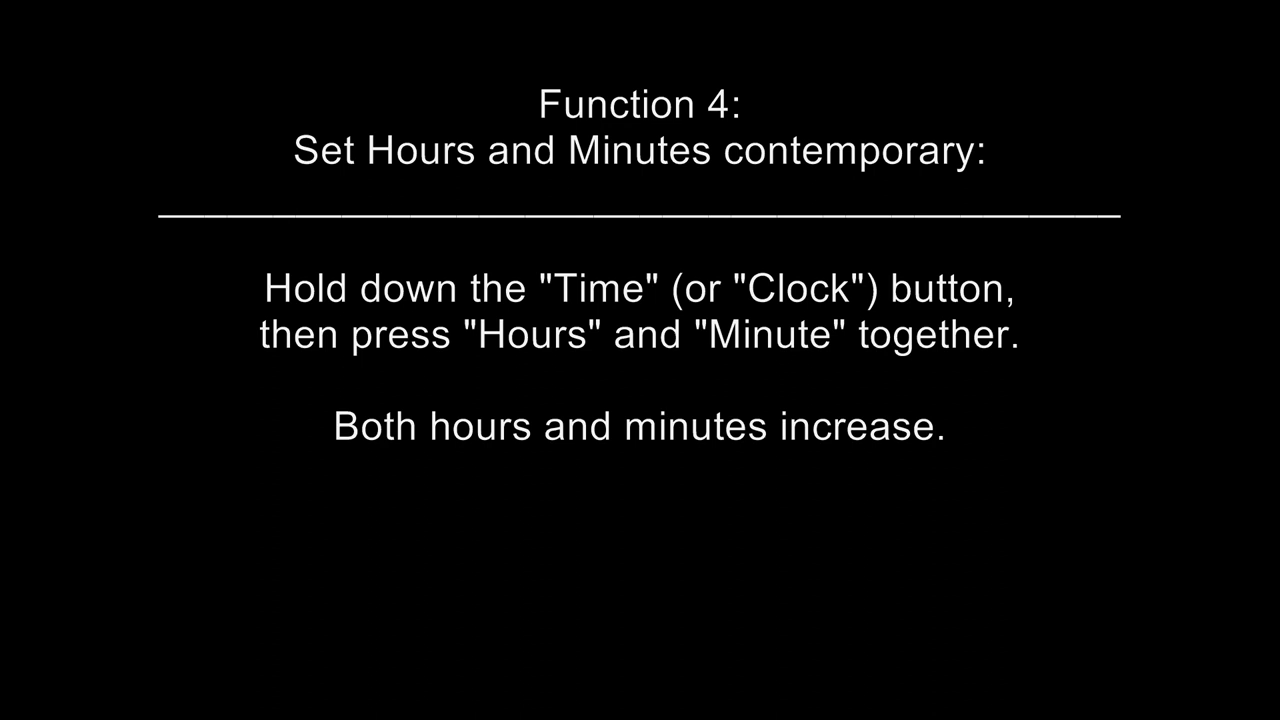 Function 4:
Set Hours and Minutes contemporary:
Hold down the "Time" (or "Clock") button,
then press "Hours" and "Minute" together.
Both hours and minutes increase.